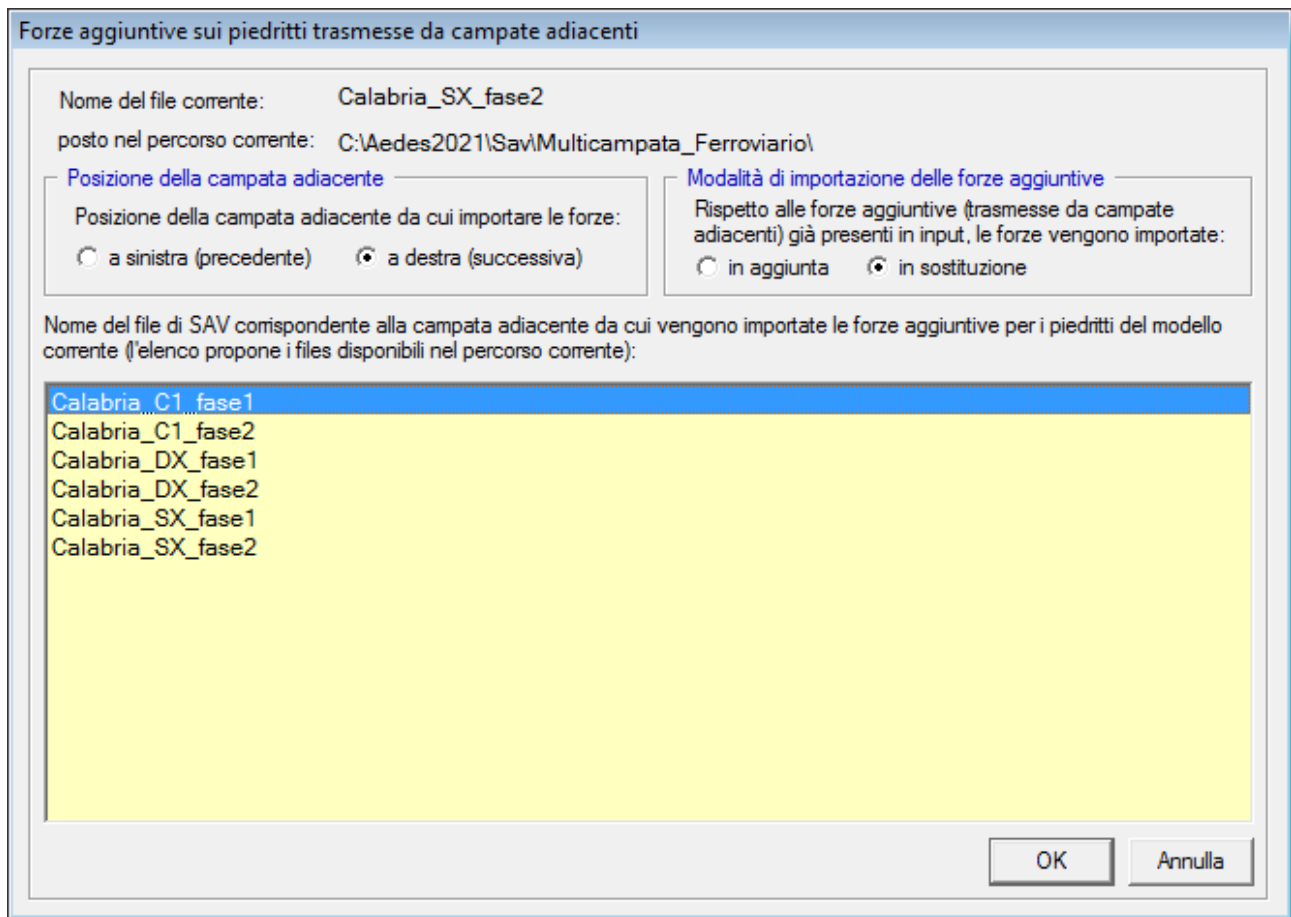 Forze aggiuntive sui piedritti trasmesse da campate adiacenti
Nome del file corrente: Calabria_SX_fase2
posto nel percorso corrente: C:\Aedes2021\Sav\Multicampata_Ferroviario\
Posizione della campata adiacente
Posizione della campata adiacente da cui importare le forze:
a sinistra (precedente) a destra (successiva)
Modalità di importazione delle forze aggiuntive
Rispetto alle forze aggiuntive (trasmesse da campate
adiacenti) già presenti in input, le forze vengono importate:
in aggiunta in sostituzione
Nome del file di SAV corrispondente alla campata adiacente da cui vengono importate le forze aggiuntive per i piedritti del modello
corrente (l'elenco propone i files disponibili nel percorso corrente):
Calabria_C1_fase1
Calabria_C1_fase2
Calabria_DX_fase1
Calabria_DX_fase2
Calabria_SX_fase1
Calabria_SX_fase2
OK Annulla